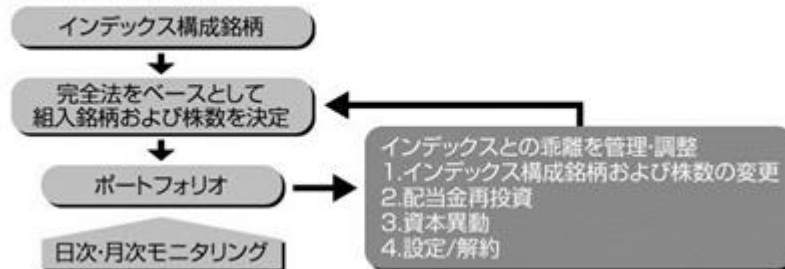 インデックス構成銘柄
完全法をベースとして
組入銘柄および株数を決定
ポートフォリオ
日次・月次モニタリング
インデックスとの乖離を管理・調整
1.インデックス構成銘柄および株数の変更
2.配当金再投資
3.資本異動
4.設定/解約